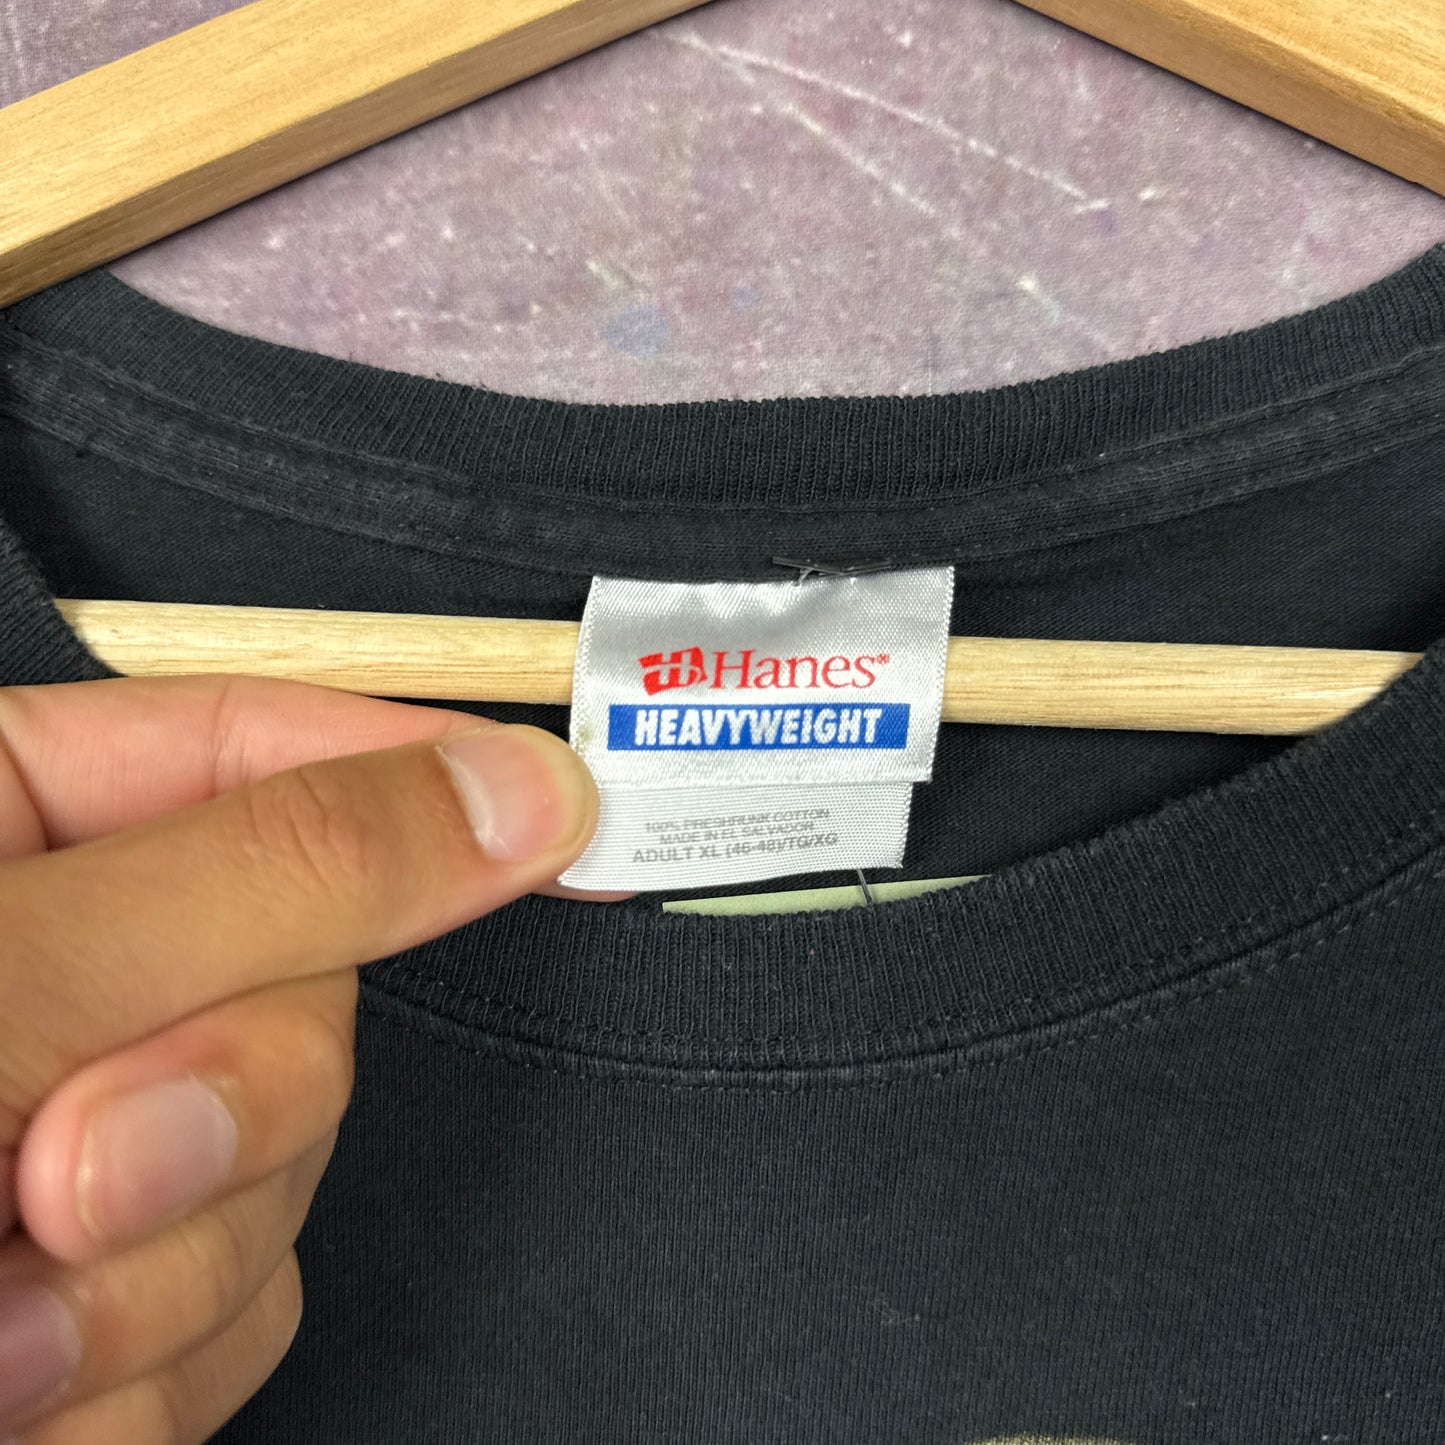 Hanes®
HEAVYWEIGHT
100% PRESHRUNK COTTON
MADE IN EL SALVADOR
ADULT XL (46-48)/TG/XG